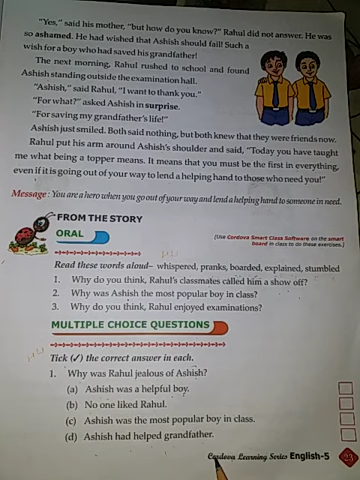 "Yes," said his mother, "but how do you know?" Rahul did not answer. He was
so ashamed. He had wished that Ashish should fail! Such a
wish for a boy who had saved his grandfather!
The next morning, Rahul rushed to school and found
Ashish standing outside the examination hall.
"Ashish," said Rahul, "I want to thank you."
"For what?" asked Ashish in surprise.
"For saving my grandfather's life!"
Ashish just smiled. Both said nothing, but both knew that they were friends now.
Rahul put his arm around Ashish's shoulder and said, "Today you have taught
me what being a topper means. It means that you must be the first in everything,
even if it is going out of your way to lend a helping hand to those who need you!"
Message : You are a hero when you go out of your way and lend a helping hand to someone in need.
FROM THE STORY
ORAL
[Use Cordova Smart Class Software on the smart
board in class to do these exercises.]
Read these words aloud– whispered, pranks, boarded, explained, stumbled
1. Why do you think, Rahul's classmates called him a show off?
2. Why was Ashish the most popular boy in class?
3. Why do you think, Rahul enjoyed examinations?
MULTIPLE CHOICE QUESTIONS
Tick (✓) the correct answer in each.
1. Why was Rahul jealous of Ashish?
(a) Ashish was a helpful boy.
(b) No one liked Rahul.
(c) Ashish was the most popular boy in class.
(d) Ashish had helped grandfather.
Cordova Learning Series English-5 23